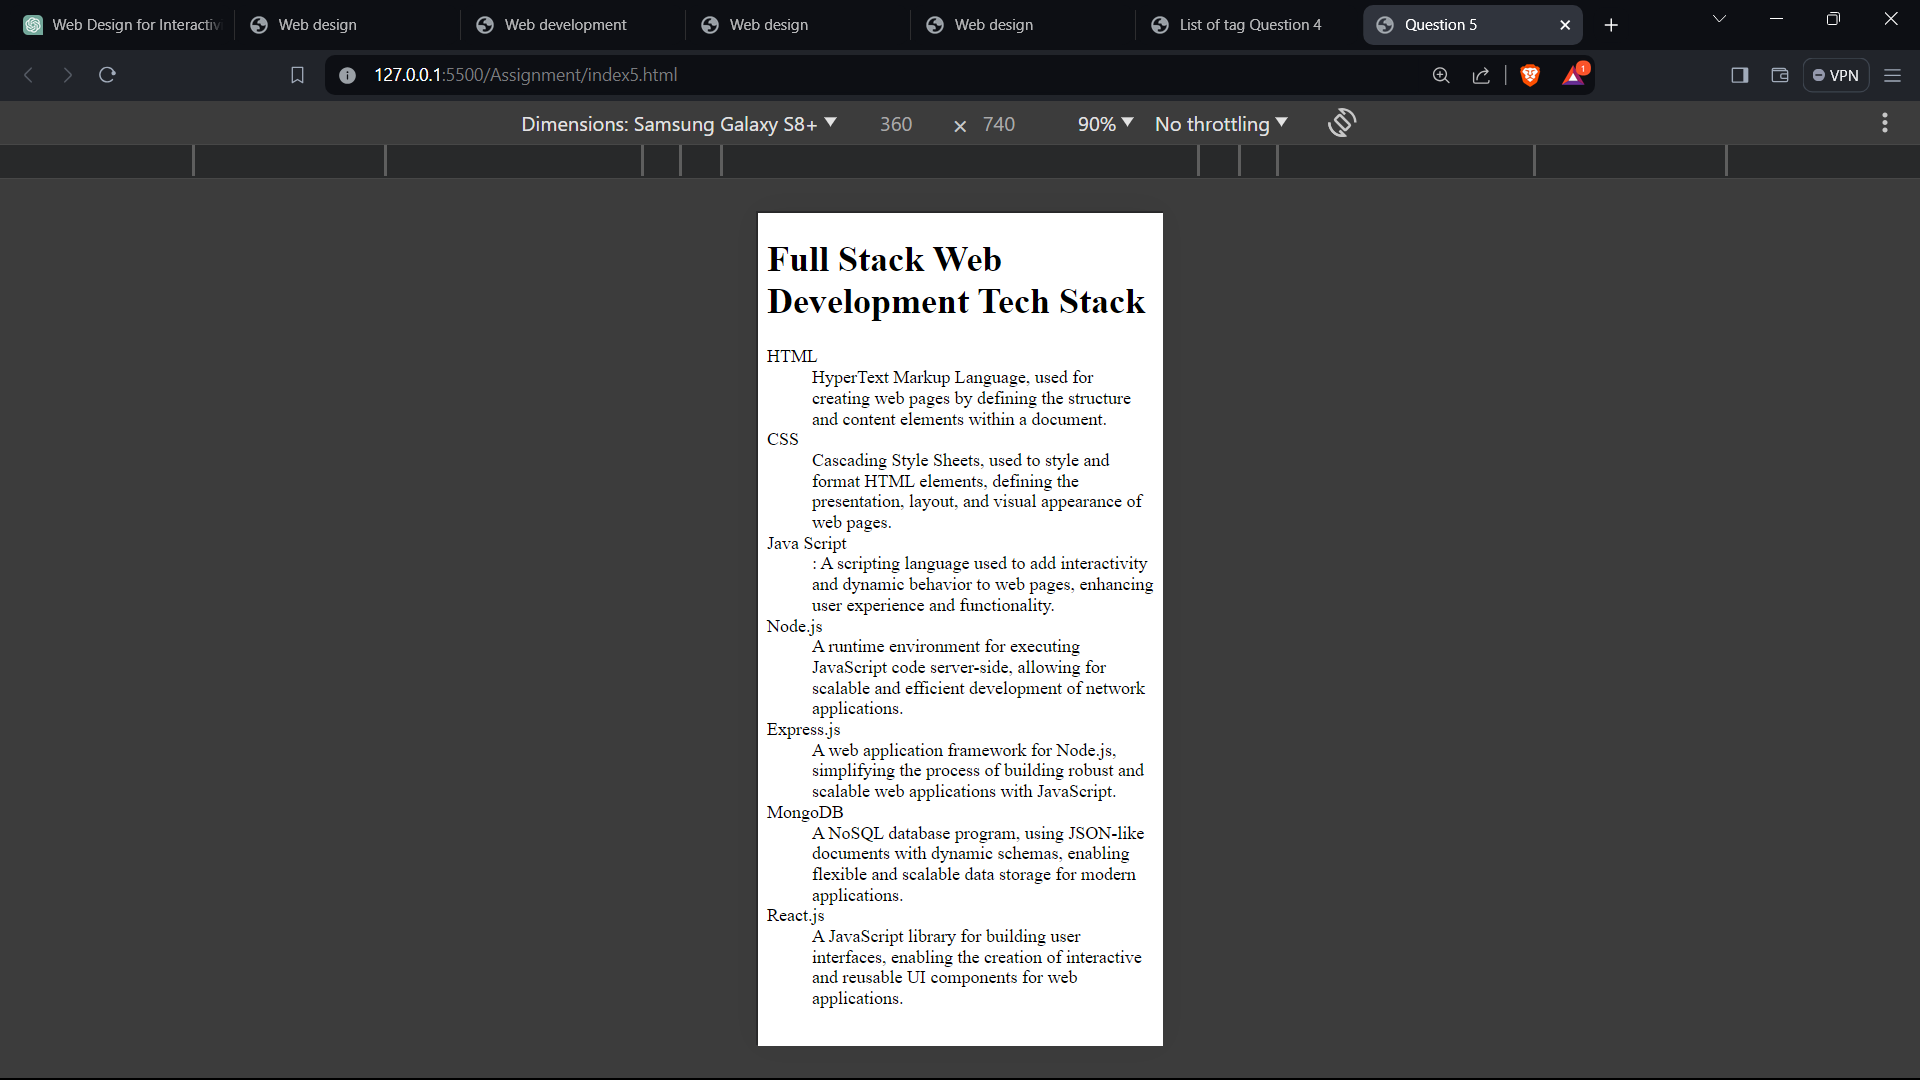 Web Design for Interactiv
Web design
Web development
Web design
Web design
List of tag Question 4
Question 5
127.0.0.1:5500/Assignment/index5.html
1
VPN
Dimensions: Samsung Galaxy S8+ 360 × 740 90% No throttling
Full Stack Web
Development Tech Stack
HTML
HyperText Markup Language, used for
creating web pages by defining the structure
and content elements within a document.
CSS
Cascading Style Sheets, used to style and
format HTML elements, defining the
presentation, layout, and visual appearance of
web pages.
Java Script
: A scripting language used to add interactivity
and dynamic behavior to web pages, enhancing
user experience and functionality.
Node.js
A runtime environment for executing
JavaScript code server-side, allowing for
scalable and efficient development of network
applications.
Express.js
A web application framework for Node.js,
simplifying the process of building robust and
scalable web applications with JavaScript.
MongoDB
A NoSQL database program, using JSON-like
documents with dynamic schemas, enabling
flexible and scalable data storage for modern
applications.
React.js
A JavaScript library for building user
interfaces, enabling the creation of interactive
and reusable UI components for web
applications.